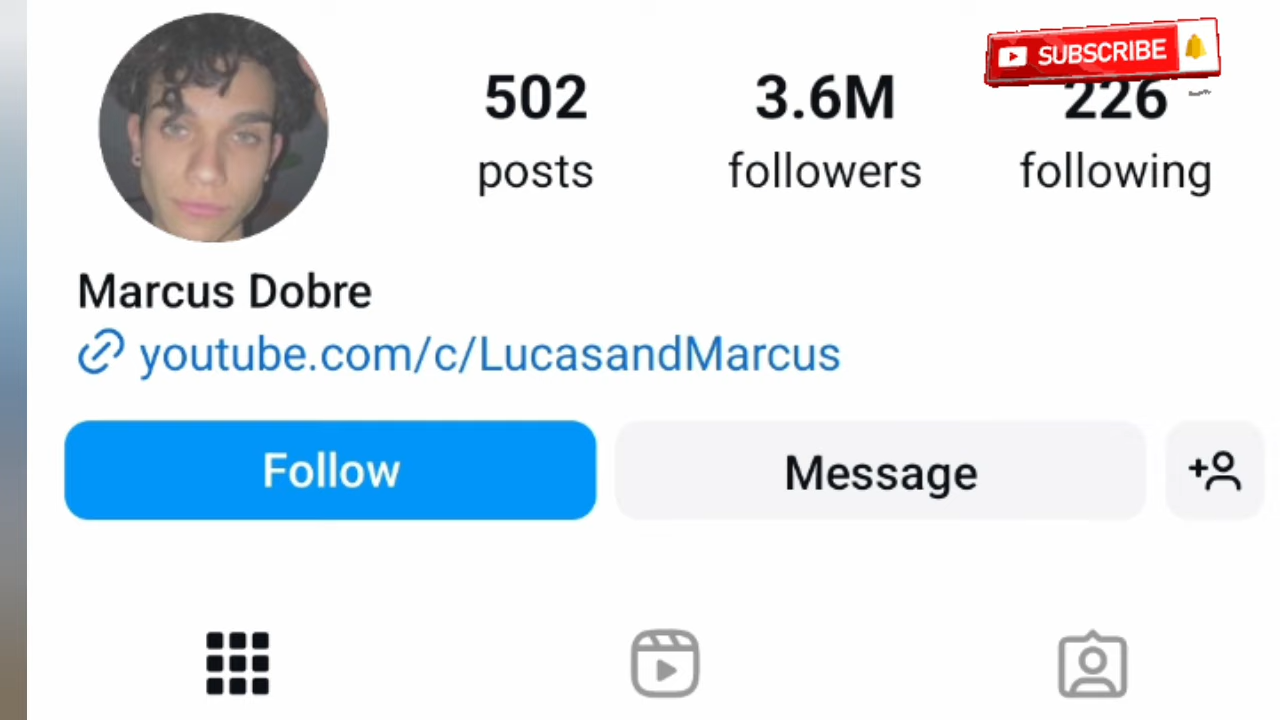 SUBSCRIBE
502 3.6M 226
posts followers following
Marcus Dobre
youtube.com/c/LucasandMarcus
Follow Message